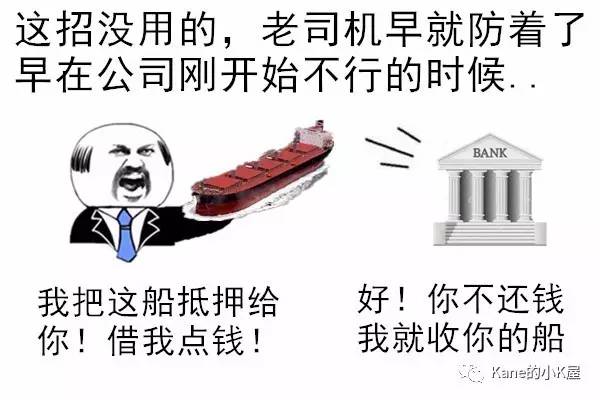 这招没用的，老司机早就防着了
早在公司刚开始不行的时候..
BANK
我把这船抵押给
你！借我点钱！
好！你不还钱
我就收你的船
Kane的小K屋